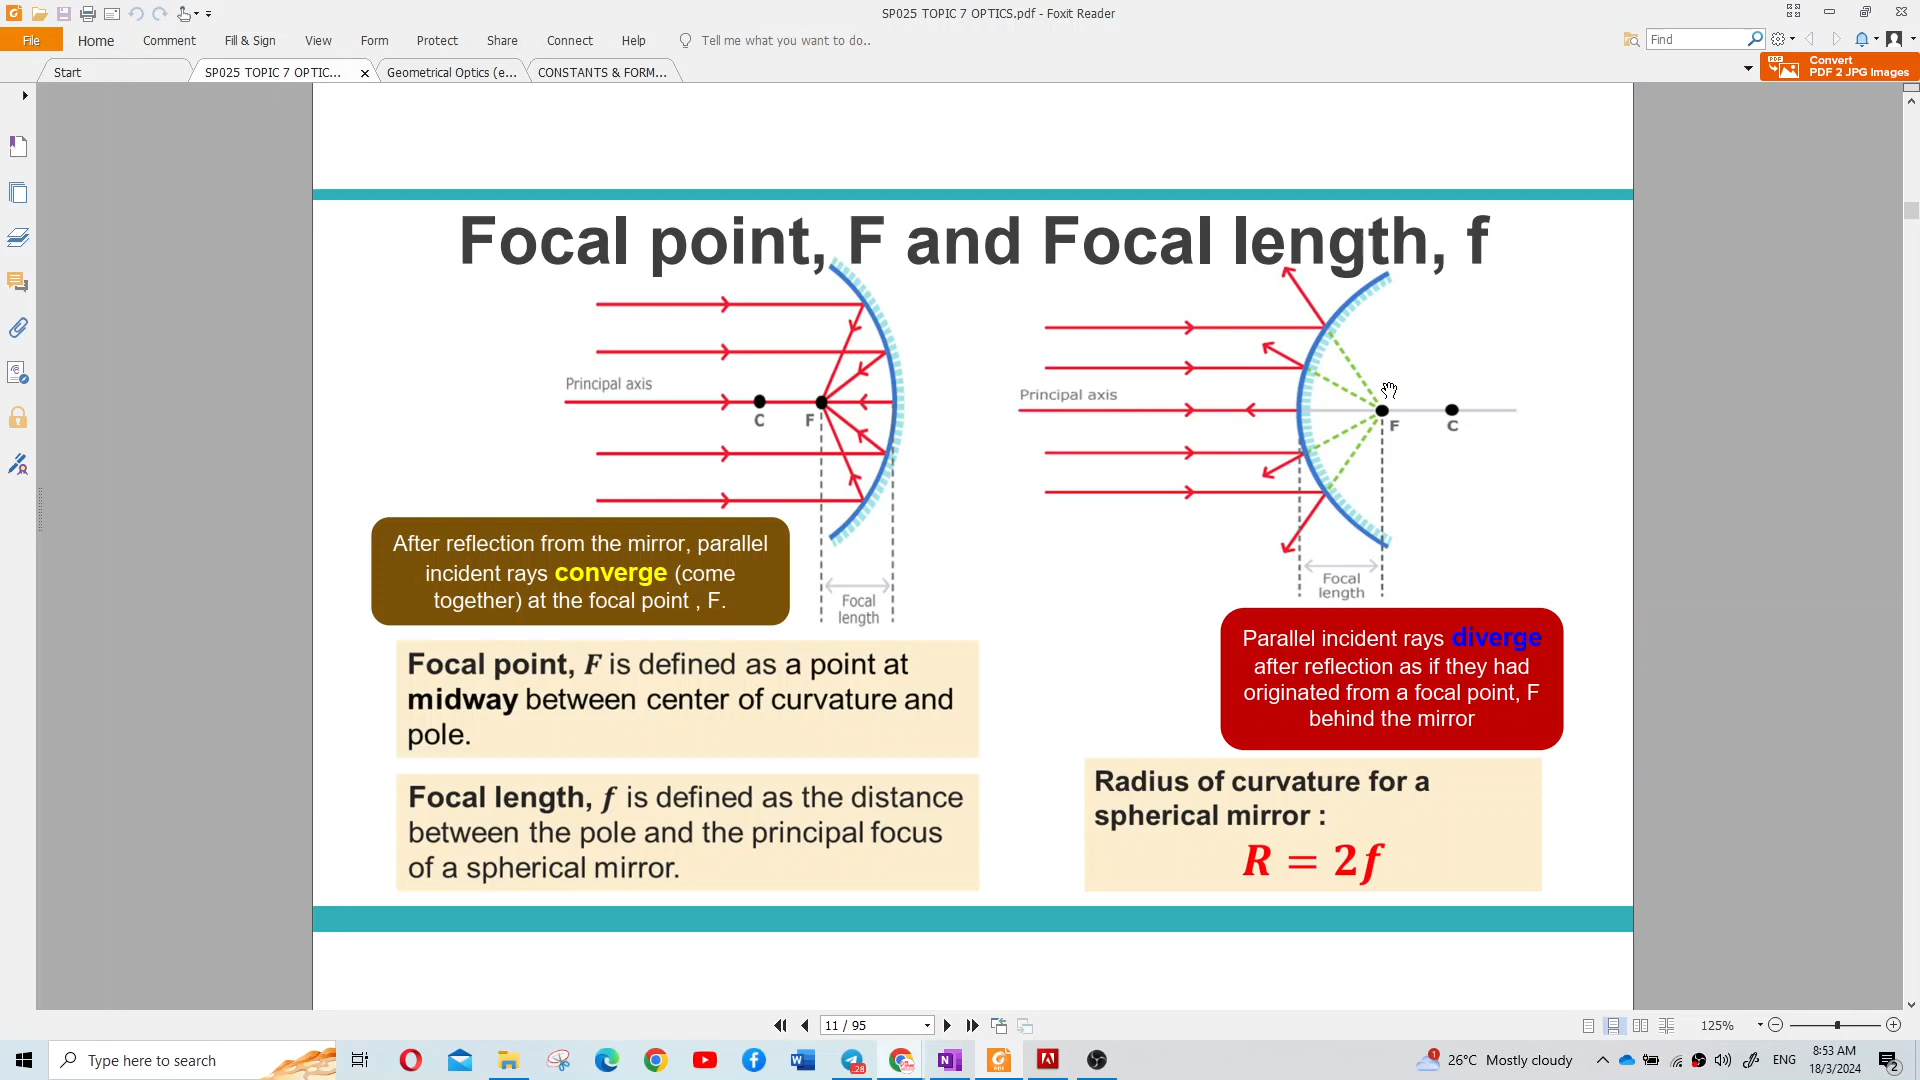 SP025 TOPIC 7 OPTICS.pdf - Foxit Reader
File Home Comment Fill & Sign View Form Protect Share Connect Help Tell me what you want to do.. Find
Start SP025 TOPIC 7 OPTIC... Geometrical Optics (e... CONSTANTS & FORM...
Convert
PDF 2 JPG Images
Focal point, F and Focal length, f
Principal axis
C F
Focal
length
Principal axis
F C
Focal
length
After reflection from the mirror, parallel
incident rays converge (come
together) at the focal point , F.
Parallel incident rays diverge
after reflection as if they had
originated from a focal point, F
behind the mirror
Focal point, F is defined as a point at
midway between center of curvature and
pole.
Focal length, f is defined as the distance
between the pole and the principal focus
of a spherical mirror.
Radius of curvature for a
spherical mirror :
R = 2f
11 / 95
125%
Type here to search
28
26°C Mostly cloudy
ENG
8:53 AM
18/3/2024
2